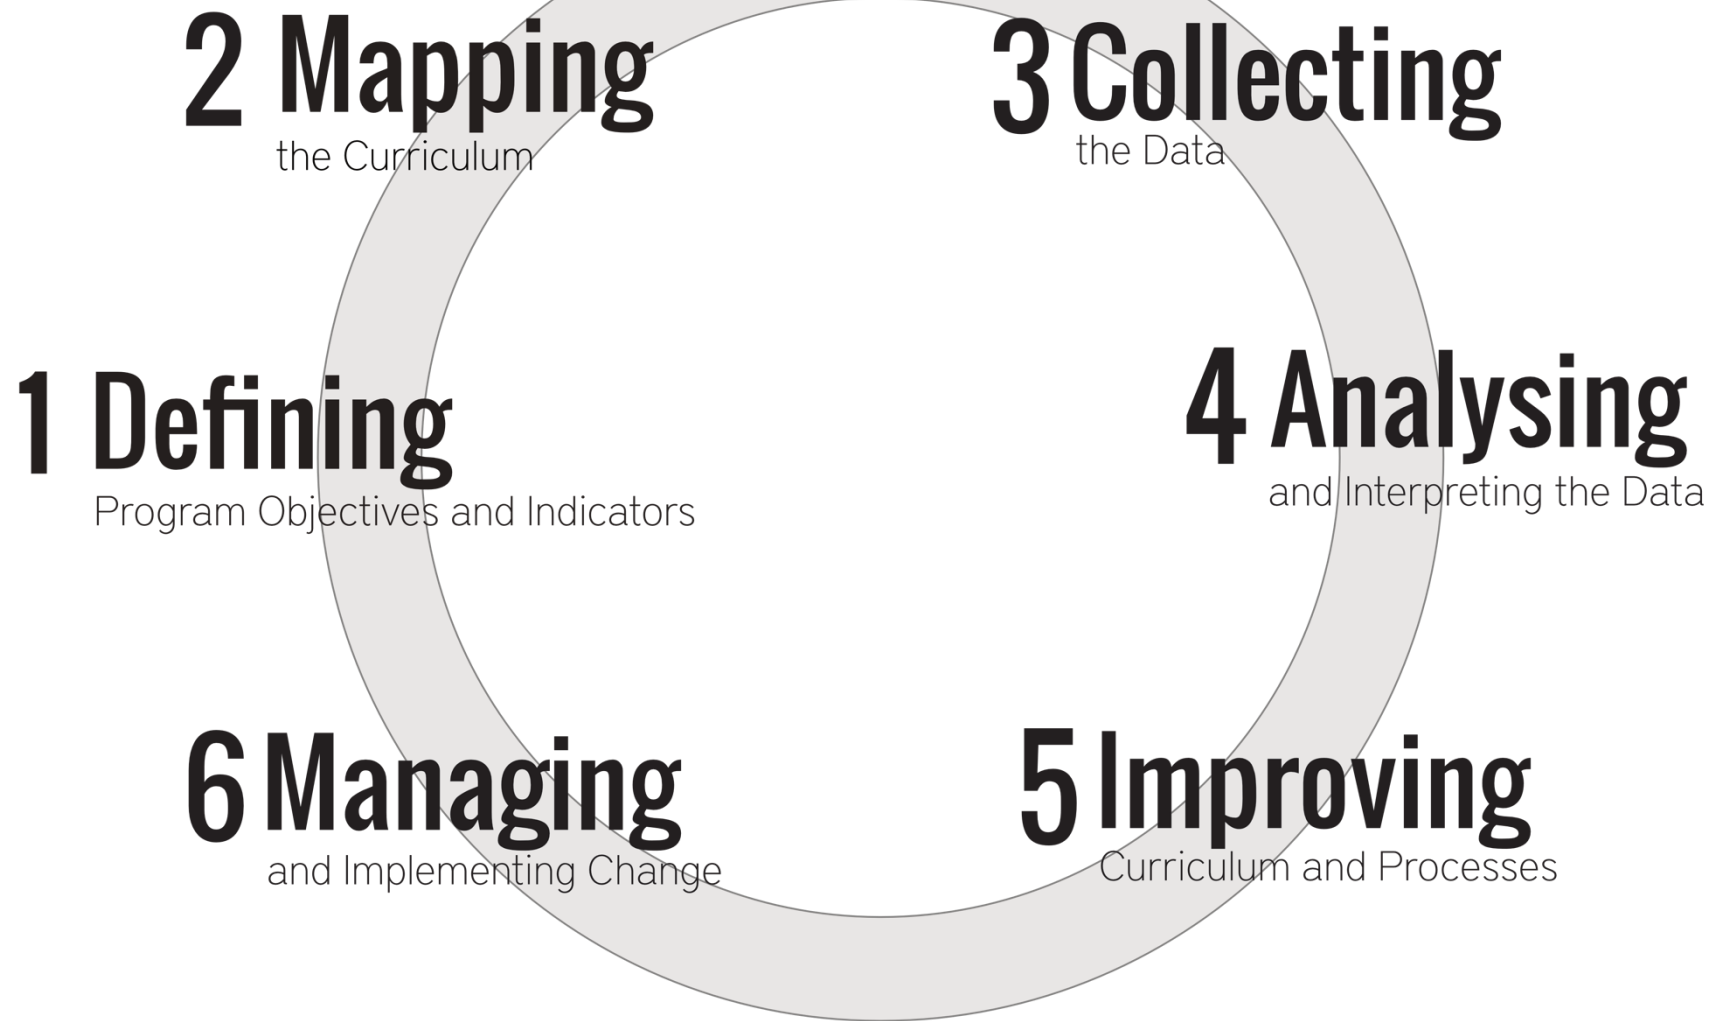 1 Defining
Program Objectives and Indicators
2 Mapping
the Curriculum
3 Collecting
the Data
4 Analysing
and Interpreting the Data
5 Improving
Curriculum and Processes
6 Managing
and Implementing Change